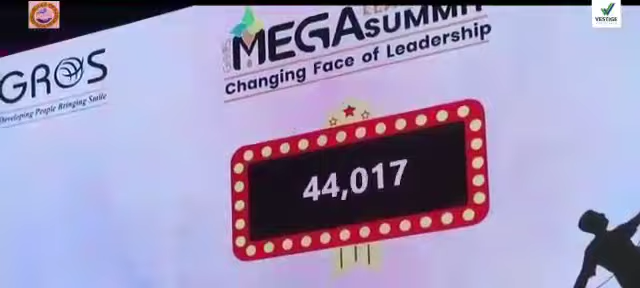 VESTIGE
MEGA SUMMIT
Changing Face of Leadership
GROS
Developing People Bringing Smile
44,017